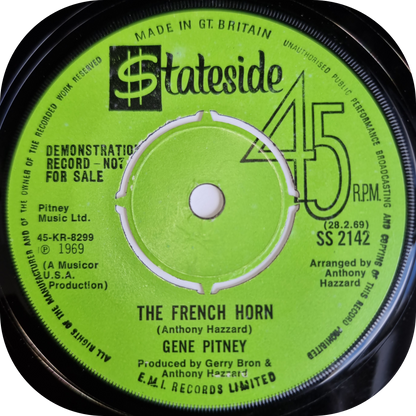 MADE IN GT. BRITAIN
$tateside
45
R.P.M.
DEMONSTRATION
RECORD - NOT
FOR SALE
Pitney
Music Ltd.
45-KR-8299
℗ 1969
(A Musicor
U.S.A.
Production)
(28.2.69)
SS 2142
Arranged by
Anthony
Hazzard
THE FRENCH HORN
(Anthony Hazzard)
GENE PITNEY
Produced by Gerry Bron &
Anthony Hazzard
E.M.I. RECORDS LIMITED
ALL RIGHTS OF THE MANUFACTURER AND OF THE OWNER OF THE RECORDED WORK RESERVED
UNAUTHORISED PUBLIC PERFORMANCE BROADCASTING AND COPYING OF THIS RECORD PROHIBITED